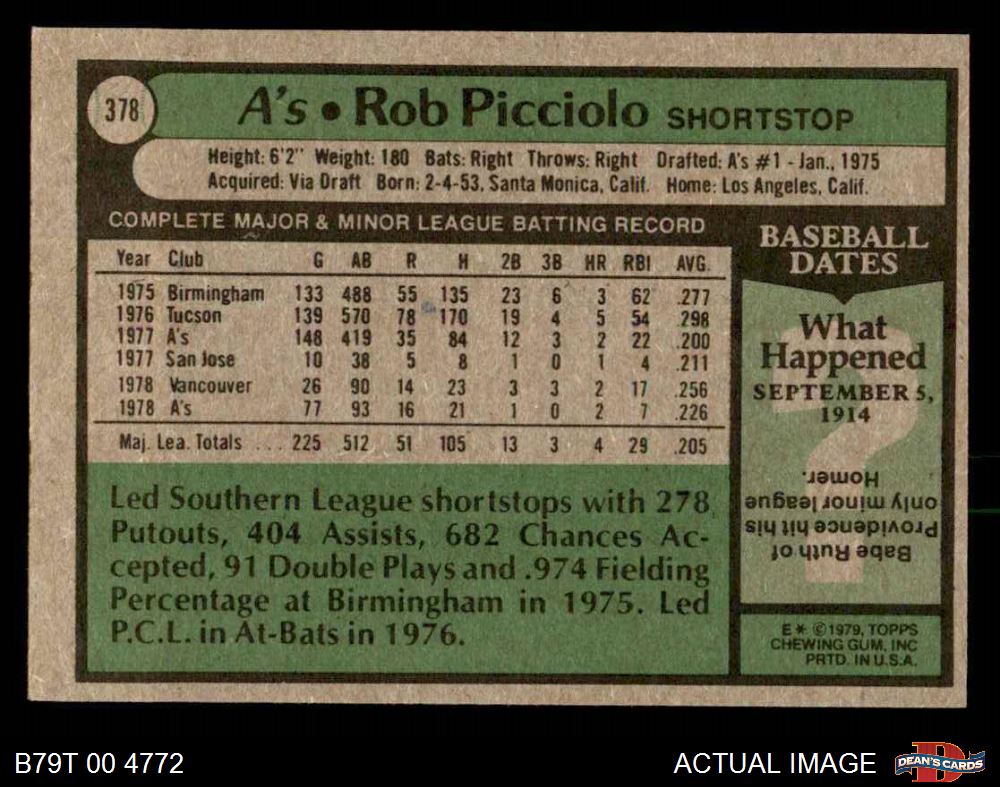 378
A's • Rob Picciolo SHORTSTOP
Height: 6'2" Weight: 180 Bats: Right Throws: Right Drafted: A's #1 - Jan., 1975
Acquired: Via Draft Born: 2-4-53, Santa Monica, Calif. Home: Los Angeles, Calif.
COMPLETE MAJOR & MINOR LEAGUE BATTING RECORD
Year Club G AB R H 2B 3B HR RBI AVG.
1975 Birmingham 133 488 55 135 23 6 3 62 .277
1976 Tucson 139 570 78 170 19 4 5 54 .298
1977 A's 148 419 35 84 12 3 2 22 .200
1977 San Jose 10 38 5 8 1 0 1 4 .211
1978 Vancouver 26 90 14 23 3 3 2 17 .256
1978 A's 77 93 16 21 1 0 2 7 .226
Maj. Lea. Totals ... 225 512 51 105 13 3 4 29 .205
Led Southern League shortstops with 278
Putouts, 404 Assists, 682 Chances Ac-
cepted, 91 Double Plays and .974 Fielding
Percentage at Birmingham in 1975. Led
P.C.L. in At-Bats in 1976.
BASEBALL
DATES
What
Happened
SEPTEMBER 5,
1914
?
Babe Ruth of
Providence hit his
only minor league
Homer.
E * © 1979, TOPPS
CHEWING GUM, INC
PRTD. IN U.S.A.
B79T 00 4772
ACTUAL IMAGE
D
DEAN'S CARDS